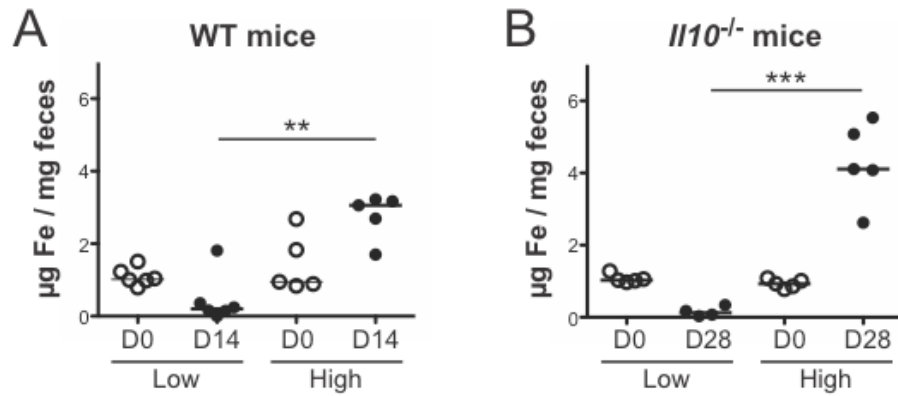 A
WT mice
µg Fe / mg feces
6
4
2
0
**
D0 D14 D0 D14
Low High
B
Il10-/- mice
µg Fe / mg feces
6
4
2
0
***
D0 D28 D0 D28
Low High